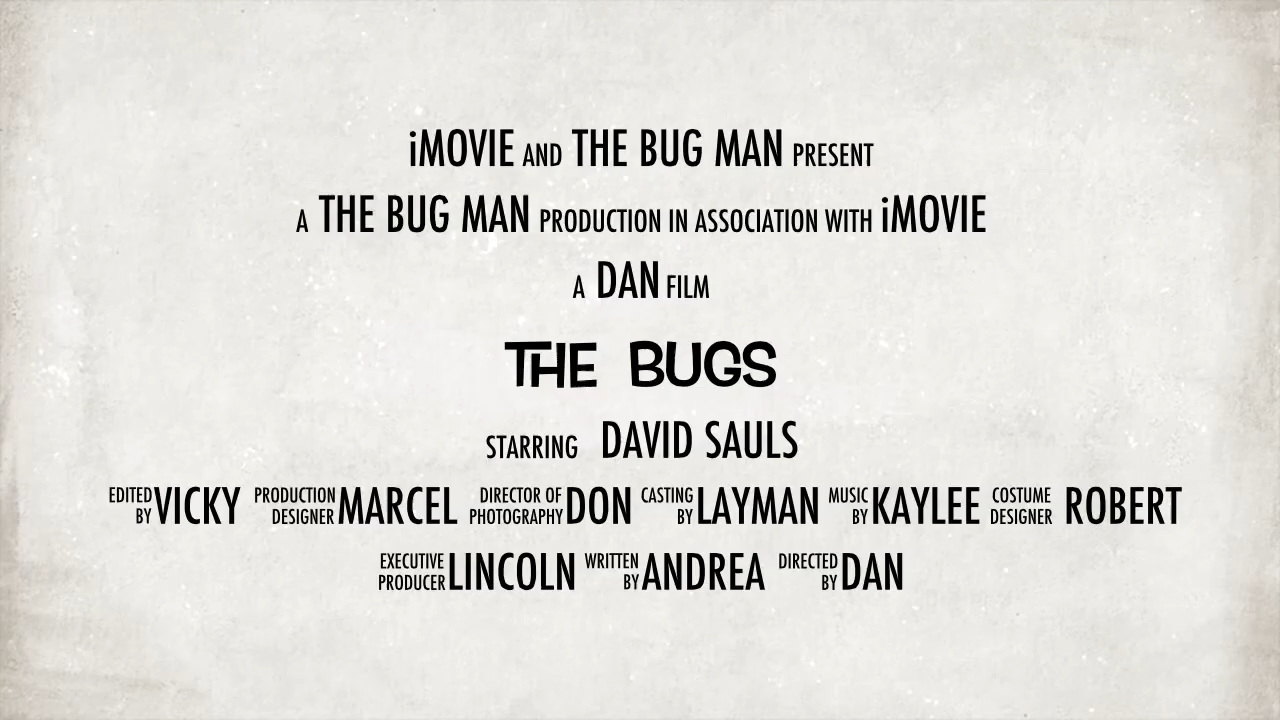 iMOVIE AND THE BUG MAN PRESENT
A THE BUG MAN PRODUCTION IN ASSOCIATION WITH iMOVIE
A DAN FILM
THE BUGS
STARRING DAVID SAULS
EDITED BY VICKY PRODUCTION DESIGNER MARCEL DIRECTOR OF PHOTOGRAPHY DON CASTING BY LAYMAN MUSIC BY KAYLEE COSTUME DESIGNER ROBERT
EXECUTIVE PRODUCER LINCOLN WRITTEN BY ANDREA DIRECTED BY DAN